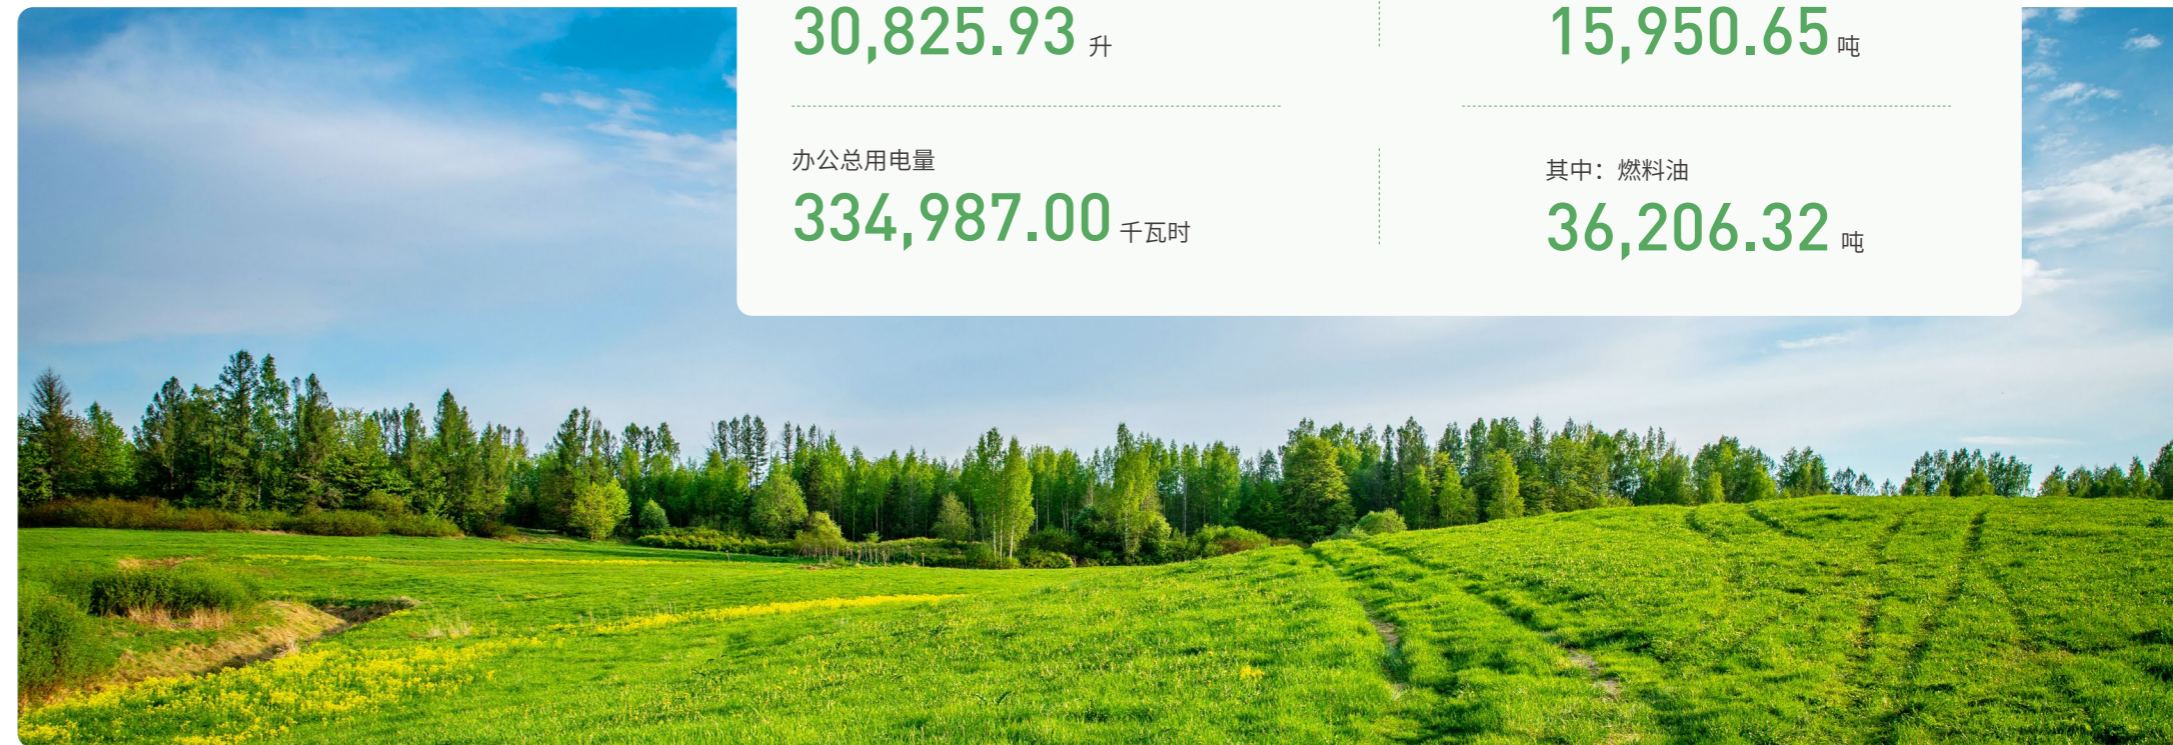 30,825.93 升
15,950.65 吨
办公总用电量
334,987.00 千瓦时
其中：燃料油
36,206.32 吨